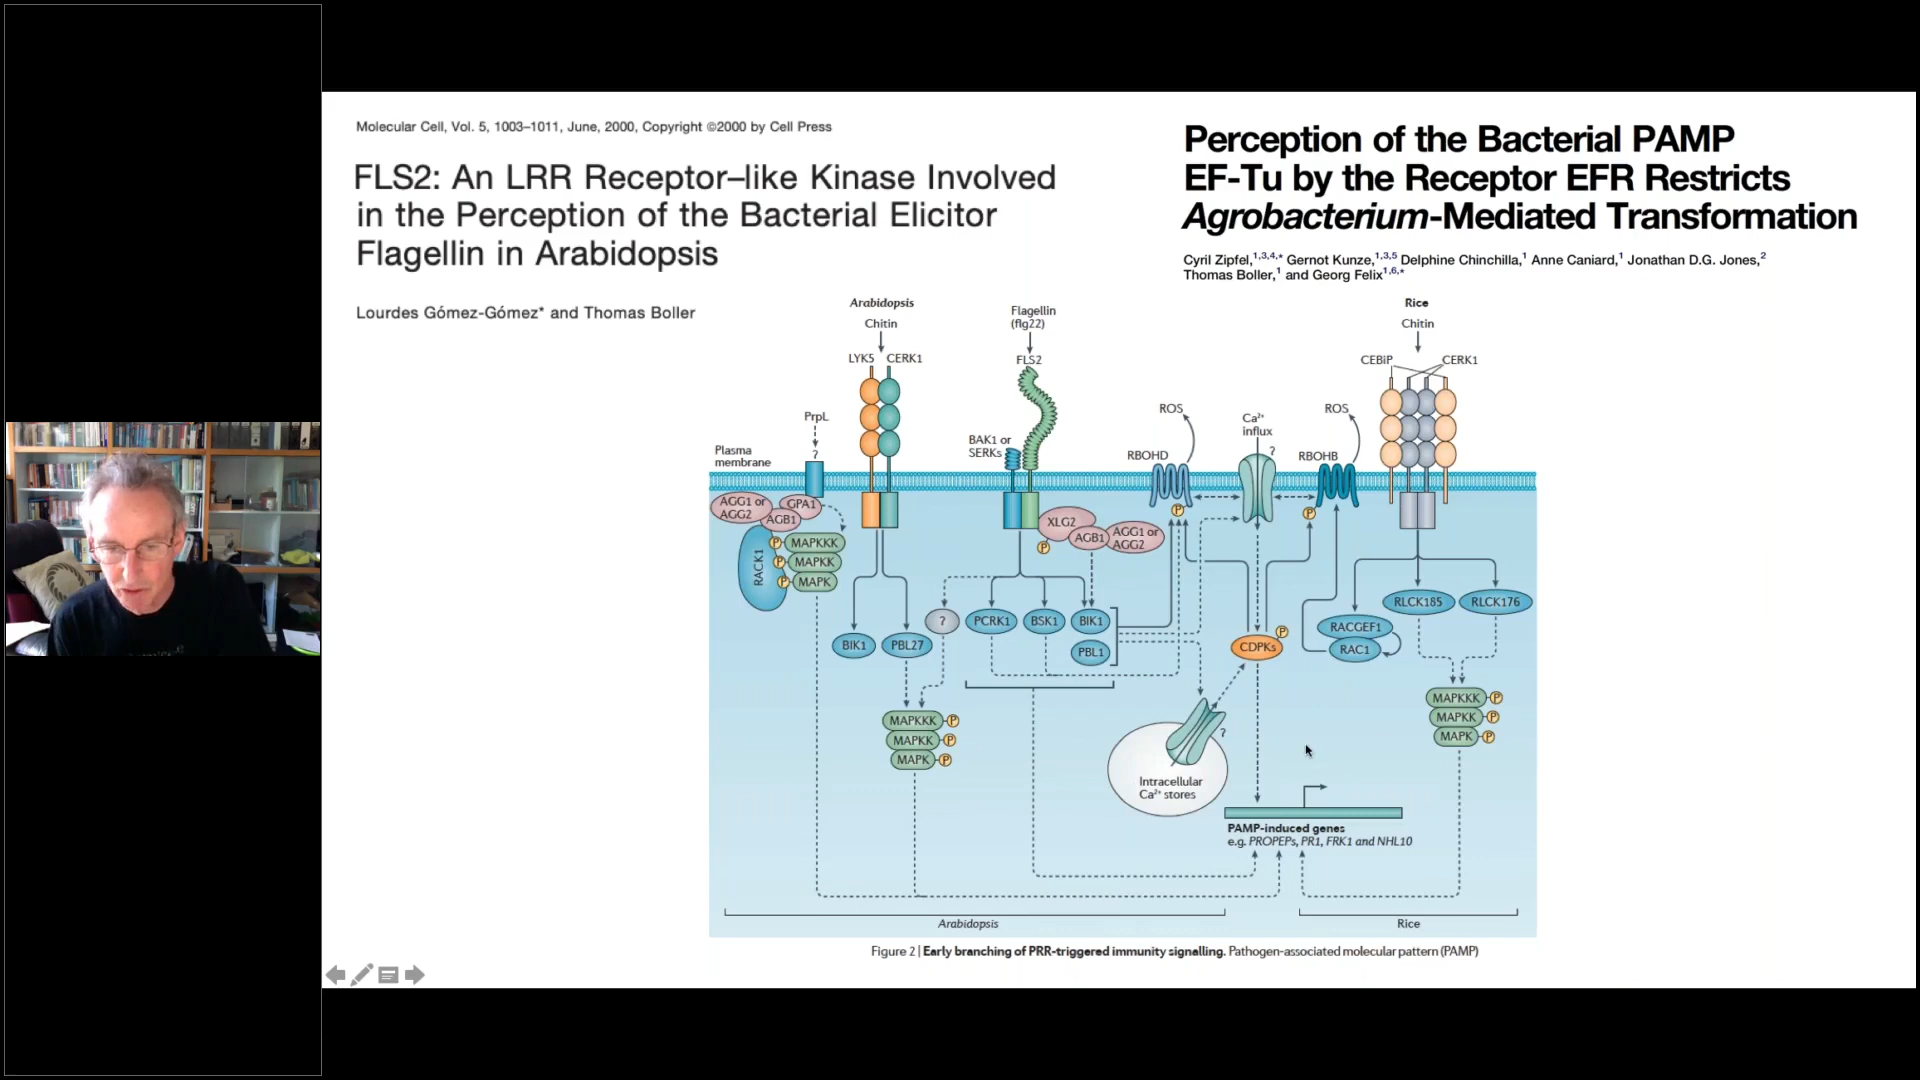 Molecular Cell, Vol. 5, 1003–1011, June, 2000, Copyright ©2000 by Cell Press
FLS2: An LRR Receptor–like Kinase Involved
in the Perception of the Bacterial Elicitor
Flagellin in Arabidopsis
Lourdes Gómez-Gómez* and Thomas Boller
Perception of the Bacterial PAMP
EF-Tu by the Receptor EFR Restricts
Agrobacterium-Mediated Transformation
Cyril Zipfel,1,3,4,* Gernot Kunze,1,3,5 Delphine Chinchilla,1 Anne Caniard,1 Jonathan D.G. Jones,2
Thomas Boller,1 and Georg Felix1,6,*
Arabidopsis
Chitin
LYK5 CERK1
Flagellin
(flg22)
FLS2
Rice
Chitin
CEBiP CERK1
PrpL
?
Plasma
membrane
BAK1 or
SERKs
ROS
RBOHD
Ca²⁺
influx
?
ROS
RBOHB
AGG1 or
AGG2
GPA1
AGB1
RACK1
P MAPKKK
P MAPKK
P MAPK
XLG2
P
AGB1
AGG1 or
AGG2
P
P
BIK1
PBL27
?
PCRK1
BSK1
BIK1
PBL1
P
CDPKs
RACGEF1
RAC1
RLCK185
RLCK176
MAPKKK P
MAPKK P
MAPK P
MAPKKK P
MAPKK P
MAPK P
?
Intracellular
Ca²⁺ stores
PAMP-induced genes
e.g. PROPEPs, PR1, FRK1 and NHL10
Arabidopsis
Rice
Figure 2 | Early branching of PRR-triggered immunity signalling. Pathogen-associated molecular pattern (PAMP)